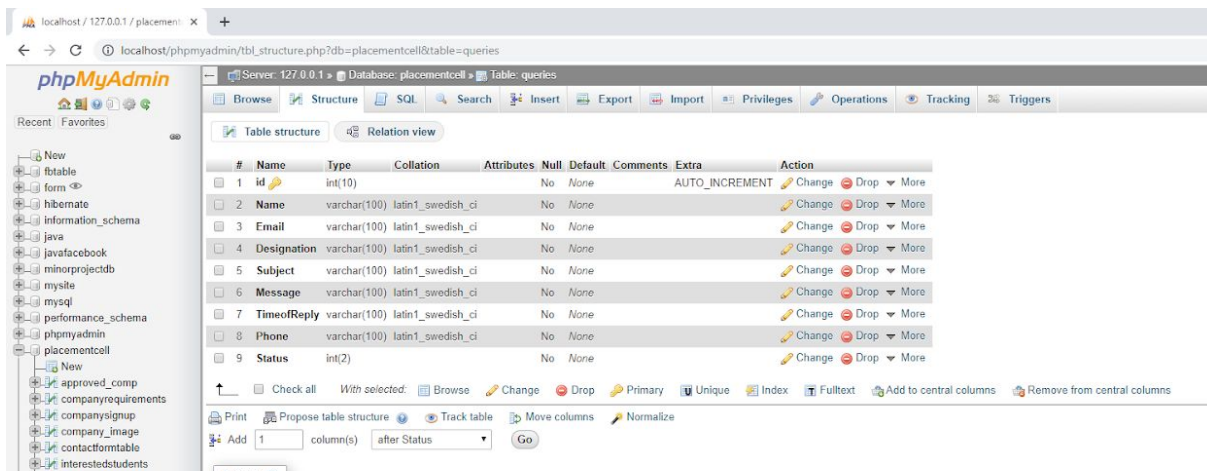 localhost / 127.0.0.1 / placement
localhost/phpmyadmin/tbl_structure.php?db=placementcell&table=queries
phpMyAdmin
Recent Favorites
New
fbtable
form
hibernate
information_schema
java
javafacebook
minorprojectdb
mysite
mysql
performance_schema
phpmyadmin
placementcell
New
approved_comp
companyrequirements
companysignup
company_image
contactformtable
interestedstudents
Server: 127.0.0.1 » Database: placementcell » Table: queries
Browse Structure SQL Search Insert Export Import Privileges Operations Tracking Triggers
Table structure Relation view
# Name Type Collation Attributes Null Default Comments Extra Action
1 id int(10) No None AUTO_INCREMENT Change Drop More
2 Name varchar(100) latin1_swedish_ci No None Change Drop More
3 Email varchar(100) latin1_swedish_ci No None Change Drop More
4 Designation varchar(100) latin1_swedish_ci No None Change Drop More
5 Subject varchar(100) latin1_swedish_ci No None Change Drop More
6 Message varchar(100) latin1_swedish_ci No None Change Drop More
7 TimeofReply varchar(100) latin1_swedish_ci No None Change Drop More
8 Phone varchar(100) latin1_swedish_ci No None Change Drop More
9 Status int(2) No None Change Drop More
Check all With selected: Browse Change Drop Primary Unique Index Fulltext Add to central columns Remove from central columns
Print Propose table structure Track table Move columns Normalize
Add 1 column(s) after Status Go